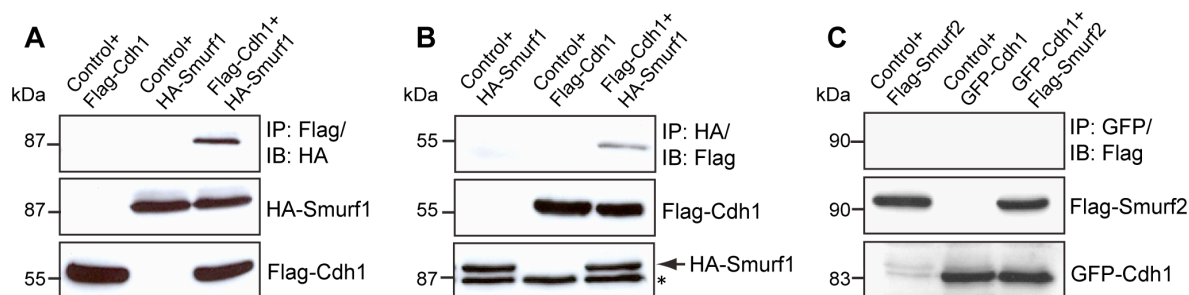 A
Control+
Flag-Cdh1
Control+
HA-Smurf1
Flag-Cdh1+
HA-Smurf1
kDa
87
IP: Flag/
IB: HA
87
HA-Smurf1
55
Flag-Cdh1
B
Control+
HA-Smurf1
Control+
Flag-Cdh1
Flag-Cdh1+
HA-Smurf1
kDa
55
IP: HA/
IB: Flag
55
Flag-Cdh1
87
HA-Smurf1
*
C
Control+
Flag-Smurf2
Control+
GFP-Cdh1
GFP-Cdh1+
Flag-Smurf2
kDa
90
IP: GFP/
IB: Flag
90
Flag-Smurf2
83
GFP-Cdh1